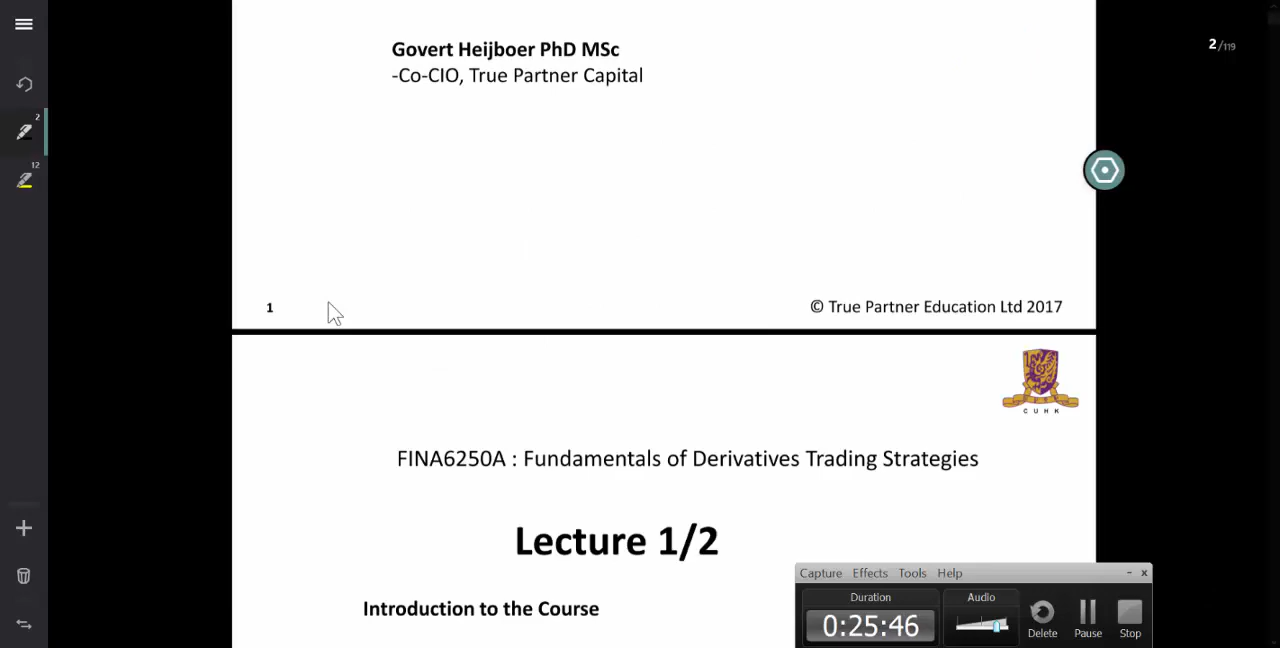 2
12
Govert Heijboer PhD MSc
-Co-CIO, True Partner Capital
2/119
1
© True Partner Education Ltd 2017
CUHK
FINA6250A : Fundamentals of Derivatives Trading Strategies
Lecture 1/2
Introduction to the Course
Capture Effects Tools Help
Duration
Audio
0:25:46
Delete
Pause
Stop